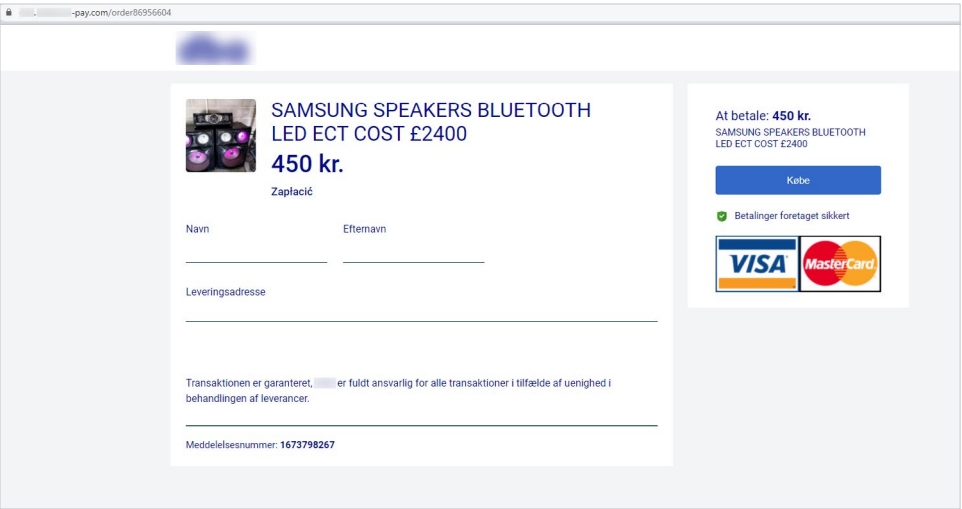 -pay.com/order86956604
SAMSUNG SPEAKERS BLUETOOTH
LED ECT COST £2400
450 kr.
Zapłacić
Navn Efternavn
Leveringsadresse
Transaktionen er garanteret, er fuldt ansvarlig for alle transaktioner i tilfælde af uenighed i
behandlingen af leverancer.
Meddelelsesnummer: 1673798267
At betale: 450 kr.
SAMSUNG SPEAKERS BLUETOOTH
LED ECT COST £2400
Købe
Betalinger foretaget sikkert
VISA MasterCard